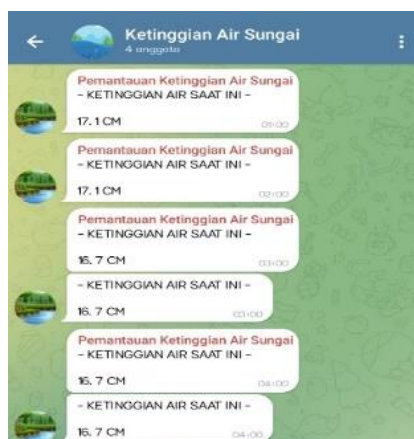 Ketinggian Air Sungai
4 anggota
Pemantauan Ketinggian Air Sungai
- KETINGGIAN AIR SAAT INI -
17. 1 CM
01:00
Pemantauan Ketinggian Air Sungai
- KETINGGIAN AIR SAAT INI -
17. 1 CM
02:00
Pemantauan Ketinggian Air Sungai
- KETINGGIAN AIR SAAT INI -
16. 7 CM
03:00
- KETINGGIAN AIR SAAT INI -
16. 7 CM
03:00
Pemantauan Ketinggian Air Sungai
- KETINGGIAN AIR SAAT INI -
16. 7 CM
04:00
- KETINGGIAN AIR SAAT INI -
16. 7 CM
04:00